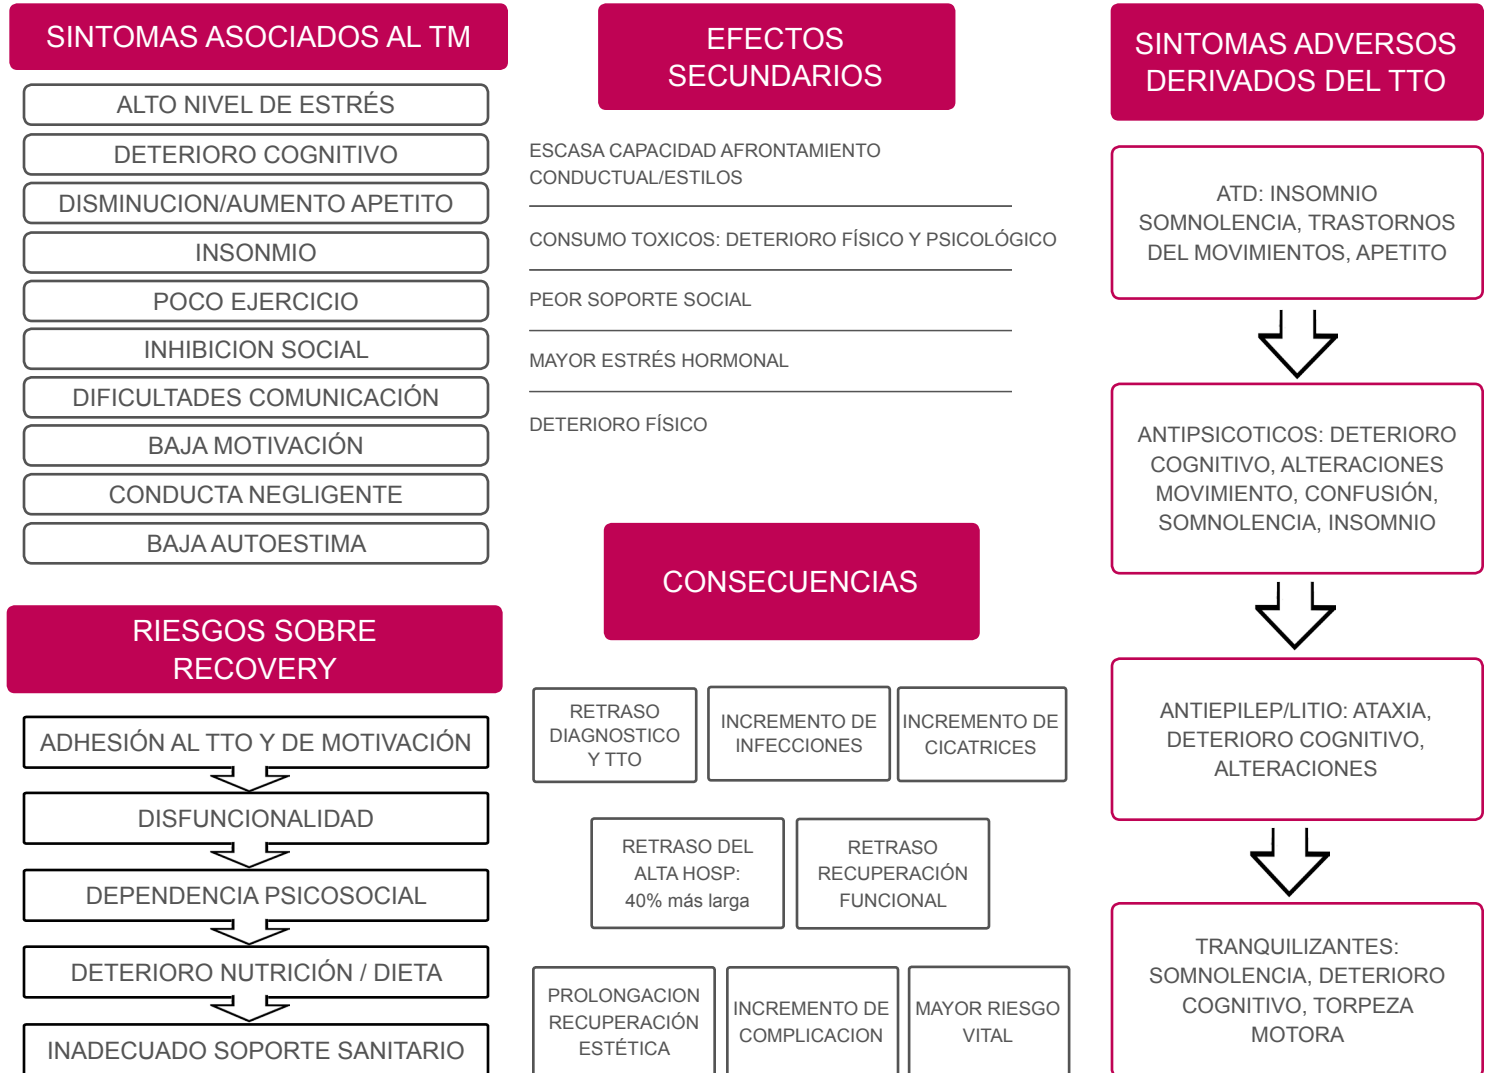 SINTOMAS ASOCIADOS AL TM
ALTO NIVEL DE ESTRÉS
DETERIORO COGNITIVO
DISMINUCION/AUMENTO APETITO
INSONMIO
POCO EJERCICIO
INHIBICION SOCIAL
DIFICULTADES COMUNICACIÓN
BAJA MOTIVACIÓN
CONDUCTA NEGLIGENTE
BAJA AUTOESTIMA
RIESGOS SOBRE
RECOVERY
ADHESIÓN AL TTO Y DE MOTIVACIÓN
DISFUNCIONALIDAD
DEPENDENCIA PSICOSOCIAL
DETERIORO NUTRICIÓN / DIETA
INADECUADO SOPORTE SANITARIO
EFECTOS
SECUNDARIOS
ESCASA CAPACIDAD AFRONTAMIENTO
CONDUCTUAL/ESTILOS
CONSUMO TOXICOS: DETERIORO FÍSICO Y PSICOLÓGICO
PEOR SOPORTE SOCIAL
MAYOR ESTRÉS HORMONAL
DETERIORO FÍSICO
CONSECUENCIAS
RETRASO
DIAGNOSTICO
Y TTO
INCREMENTO DE
INFECCIONES
INCREMENTO DE
CICATRICES
RETRASO DEL
ALTA HOSP:
40% más larga
RETRASO
RECUPERACIÓN
FUNCIONAL
PROLONGACION
RECUPERACIÓN
ESTÉTICA
INCREMENTO DE
COMPLICACION
MAYOR RIESGO
VITAL
SINTOMAS ADVERSOS
DERIVADOS DEL TTO
ATD: INSOMNIO
SOMNOLENCIA, TRASTORNOS
DEL MOVIMIENTOS, APETITO
ANTIPSICOTICOS: DETERIORO
COGNITIVO, ALTERACIONES
MOVIMIENTO, CONFUSIÓN,
SOMNOLENCIA, INSOMNIO
ANTIEPILEP/LITIO: ATAXIA,
DETERIORO COGNITIVO,
ALTERACIONES
TRANQUILIZANTES:
SOMNOLENCIA, DETERIORO
COGNITIVO, TORPEZA
MOTORA